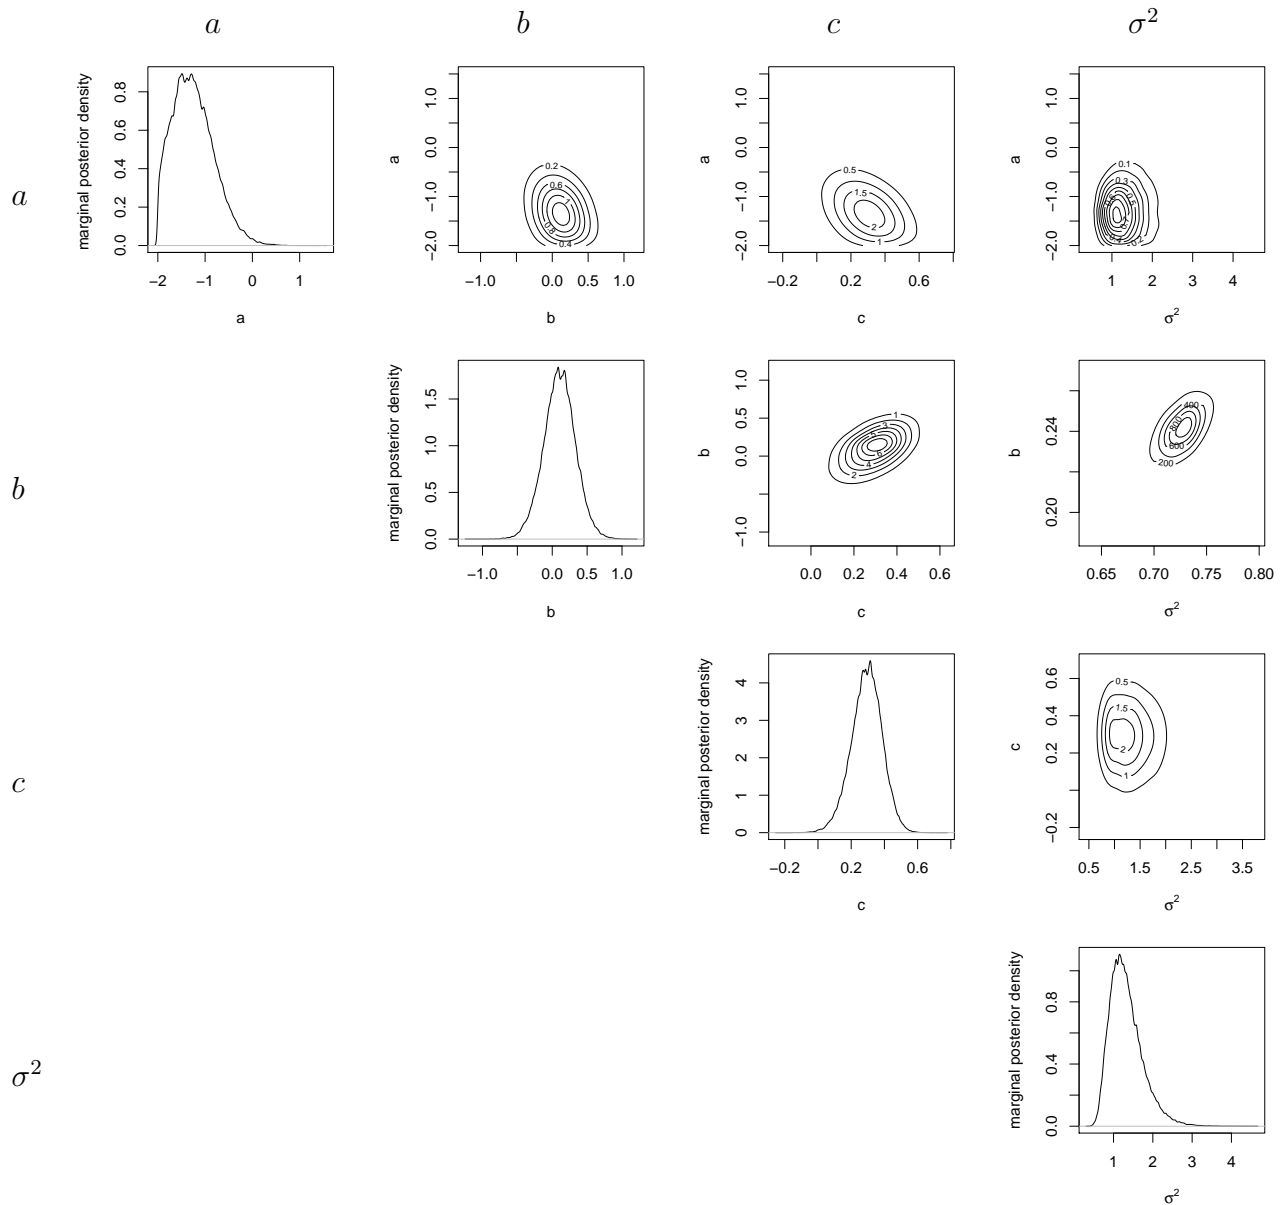 a b c σ²
a
marginal posterior density
0.0 0.2 0.4 0.6 0.8
−2 −1 0 1
a
a
−2.0 −1.0 0.0 1.0
0.2
0.6
1
0.8
0.4
−1.0 0.0 0.5 1.0
b
a
−2.0 −1.0 0.0 1.0
0.5
1.5
2
1
−0.2 0.2 0.6
c
a
−2.0 −1.0 0.0 1.0
0.1
0.3
0.2
1 2 3 4
σ²
b
marginal posterior density
0.0 0.5 1.0 1.5
−1.0 0.0 0.5 1.0
b
b
−1.0 0.0 0.5 1.0
1
3
5
6
4
2
0.0 0.2 0.4 0.6
c
b
0.20 0.24
400
800
600
200
0.65 0.70 0.75 0.80
σ²
c
marginal posterior density
0 1 2 3 4
−0.2 0.2 0.6
c
c
−0.2 0.2 0.4 0.6
0.5
1.5
2
1
0.5 1.5 2.5 3.5
σ²
σ²
marginal posterior density
0.0 0.4 0.8
1 2 3 4
σ²